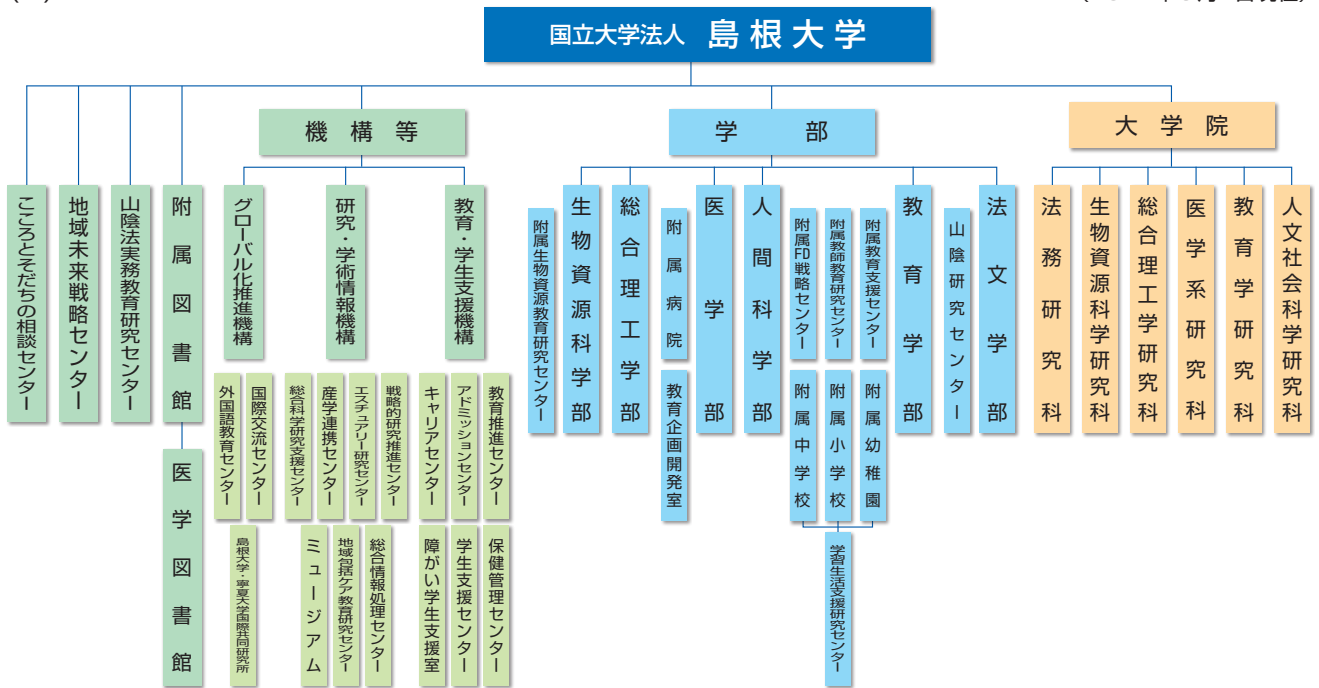 国立大学法人 島根大学
機構等
学部
大学院
こころとそだちの相談センター
地域未来戦略センター
山陰法実務教育研究センター
附属図書館
医学図書館
グローバル化推進機構
研究・学術情報機構
教育・学生支援機構
外国語教育センター
国際交流センター
島根大学・寧夏大学国際共同研究所
総合科学研究支援センター
産学連携センター
エスチュアリー研究センター
戦略的研究推進センター
ミュージアム
地域包括ケア教育研究センター
総合情報処理センター
キャリアセンター
アドミッションセンター
教育推進センター
障がい学生支援室
学生支援センター
保健管理センター
附属生物資源教育研究センター
生物資源科学部
総合理工学部
附属病院
教育企画開発室
医学部
人間科学部
附属FD戦略センター
附属教師教育研究センター
附属教育支援センター
附属中学校
附属小学校
附属幼稚園
学習生活支援研究センター
教育学部
山陰研究センター
法文学部
法務研究科
生物資源科学研究科
総合理工学研究科
医学系研究科
教育学研究科
人文社会科学研究科